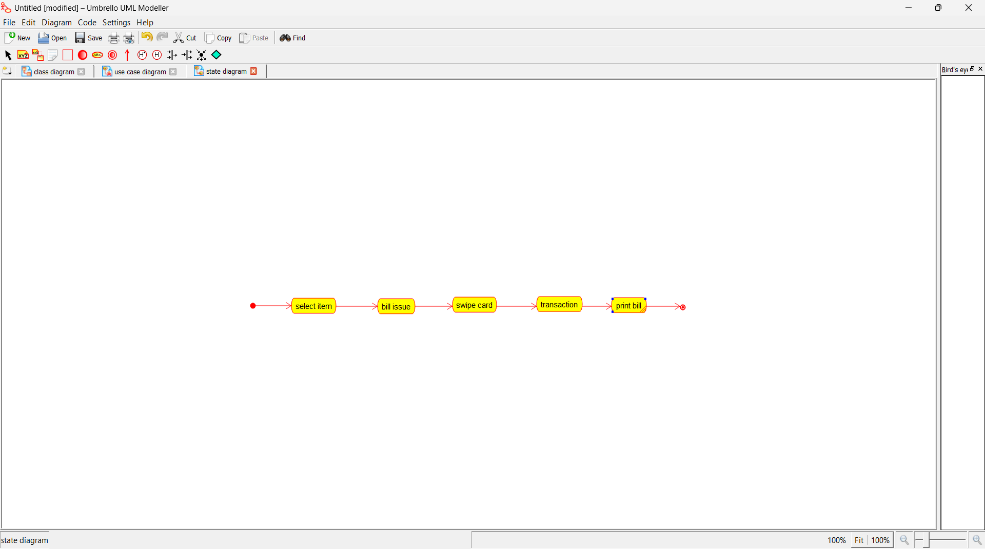 Untitled [modified] – Umbrello UML Modeller
File Edit Diagram Code Settings Help
New Open Save Cut Copy Paste Find
class diagram use case diagram state diagram
Bird's eye
select item bill issue swipe card transaction print bill
state diagram 100% Fit 100%